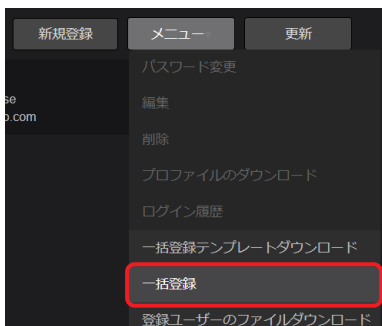 新規登録 メニュー 更新
パスワード変更
se
編集
o.com
削除
プロファイルのダウンロード
ログイン履歴
一括登録テンプレートダウンロード
一括登録
登録ユーザーのファイルダウンロード